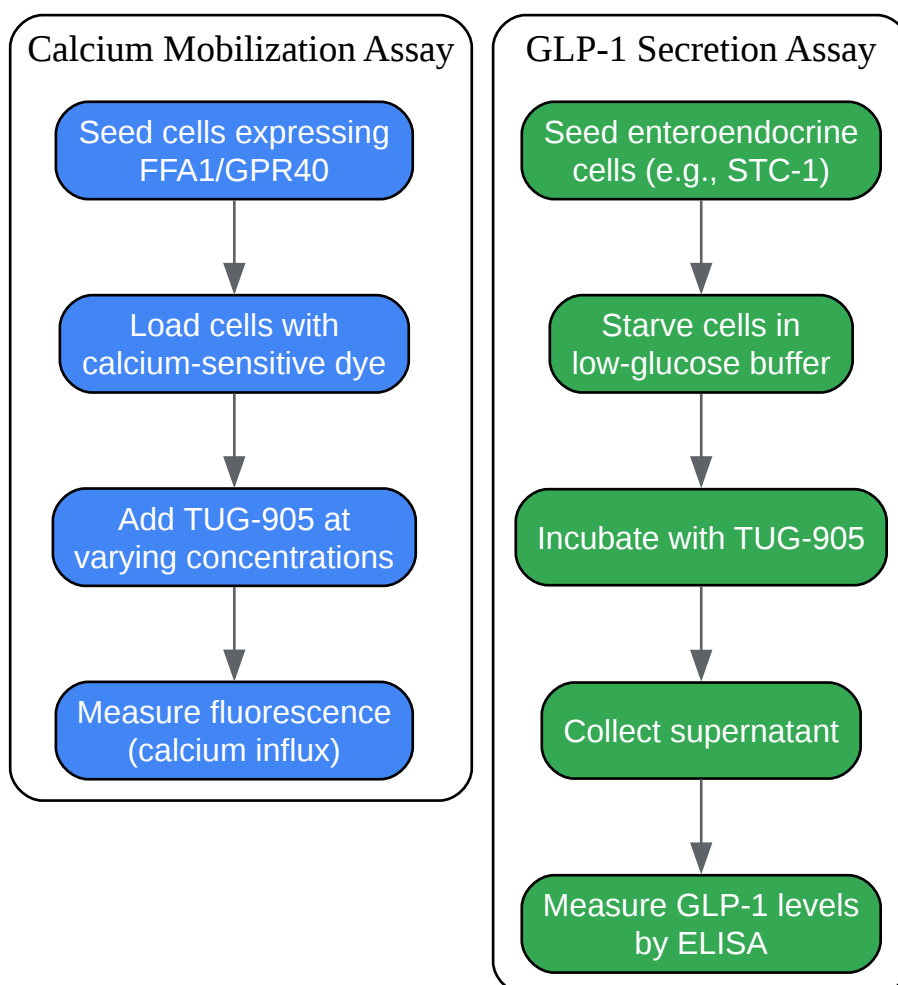 Calcium Mobilization Assay
Seed cells expressing
FFA1/GPR40
Load cells with
calcium-sensitive dye
Add TUG-905 at
varying concentrations
Measure fluorescence
(calcium influx)
GLP-1 Secretion Assay
Seed enteroendocrine
cells (e.g., STC-1)
Starve cells in
low-glucose buffer
Incubate with TUG-905
Collect supernatant
Measure GLP-1 levels
by ELISA